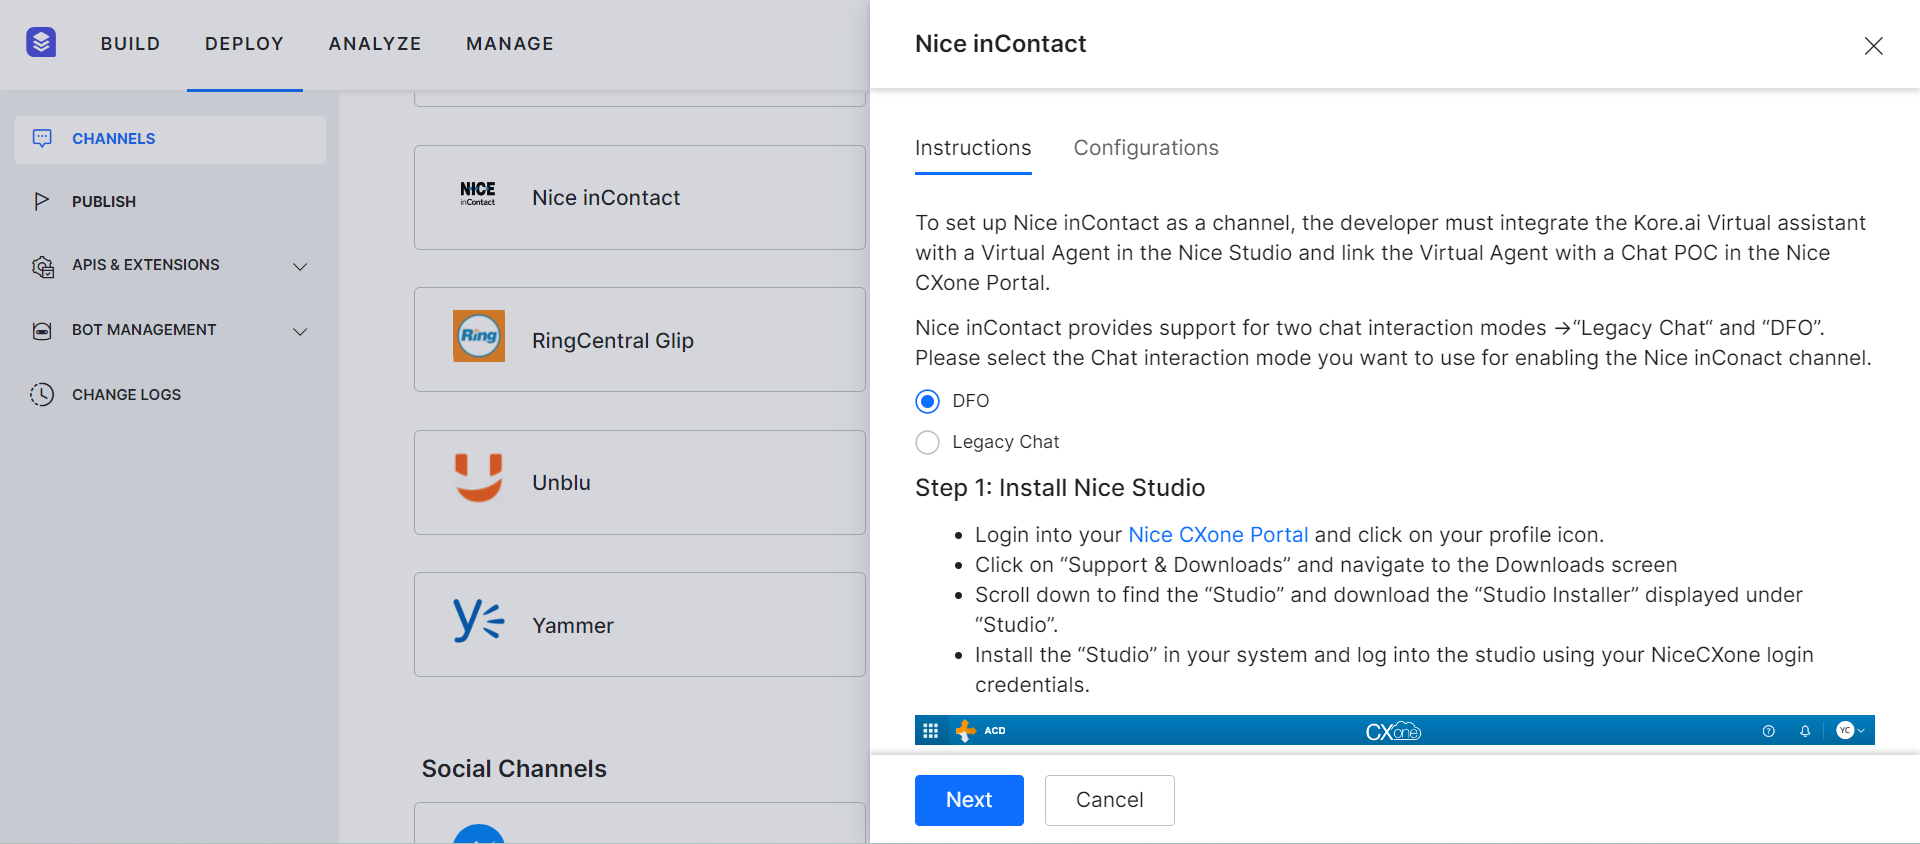 BUILD
DEPLOY
ANALYZE
MANAGE
CHANNELS
PUBLISH
APIS & EXTENSIONS
BOT MANAGEMENT
CHANGE LOGS
NICE
inContact
Nice inContact
Ring
RingCentral Glip
Unblu
Yammer
Social Channels
Nice inContact
Instructions
Configurations
To set up Nice inContact as a channel, the developer must integrate the Kore.ai Virtual assistant
with a Virtual Agent in the Nice Studio and link the Virtual Agent with a Chat POC in the Nice
CXone Portal.
Nice inContact provides support for two chat interaction modes →“Legacy Chat“ and “DFO”.
Please select the Chat interaction mode you want to use for enabling the Nice inConact channel.
DFO
Legacy Chat
Step 1: Install Nice Studio
• Login into your Nice CXone Portal and click on your profile icon.
• Click on “Support & Downloads” and navigate to the Downloads screen
• Scroll down to find the “Studio” and download the “Studio Installer” displayed under
“Studio”.
• Install the “Studio” in your system and log into the studio using your NiceCXone login
credentials.
ACD
CXone
YC
Next
Cancel